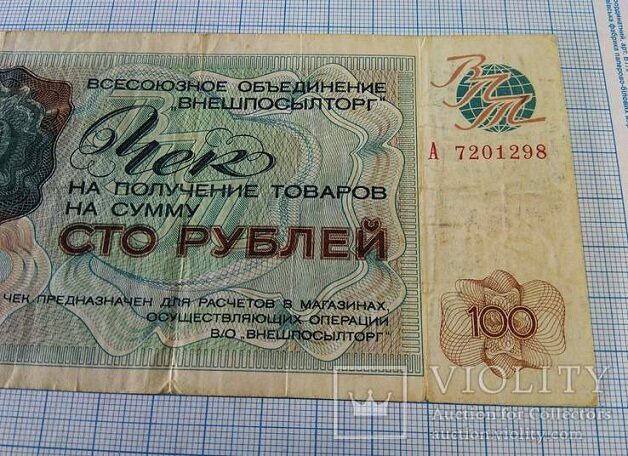 ВСЕСОЮЗНОЕ ОБЪЕДИНЕНИЕ
„ВНЕШПОСЫЛТОРГ"
Чек
НА ПОЛУЧЕНИЕ ТОВАРОВ
НА СУММУ
СТО РУБЛЕЙ
ЧЕК ПРЕДНАЗНАЧЕН ДЛЯ РАСЧЕТОВ В МАГАЗИНАХ,
ОСУЩЕСТВЛЯЮЩИХ ОПЕРАЦИИ
В/О „ВНЕШПОСЫЛТОРГ"
ВПТ
А 7201298
100
VIOLITY
Auction for Collectors
auction.violity.com